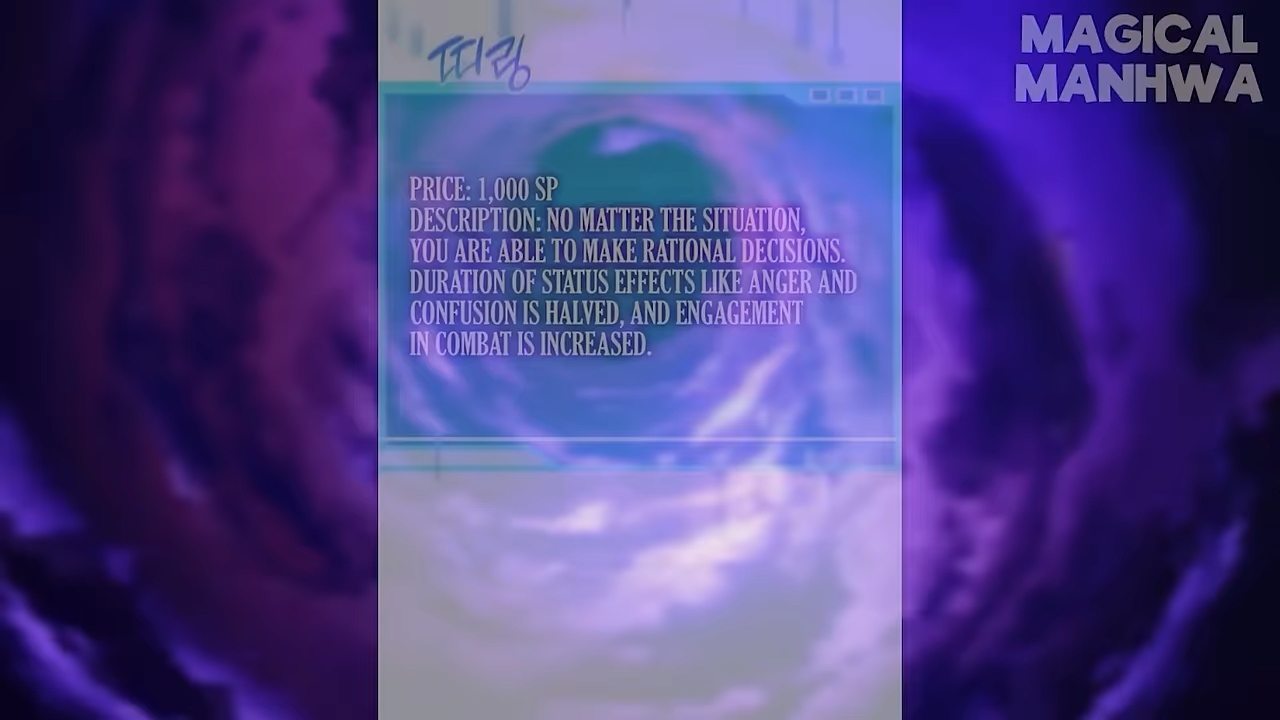 MAGICAL
MANHWA
띠링
PRICE: 1,000 SP
DESCRIPTION: NO MATTER THE SITUATION,
YOU ARE ABLE TO MAKE RATIONAL DECISIONS.
DURATION OF STATUS EFFECTS LIKE ANGER AND
CONFUSION IS HALVED, AND ENGAGEMENT
IN COMBAT IS INCREASED.